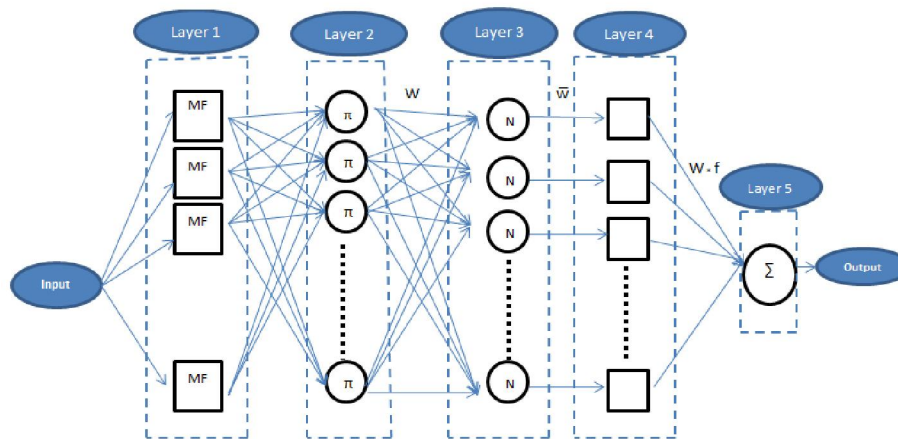 Layer 1
Layer 2
Layer 3
Layer 4
Layer 5
MF
MF
MF
MF
π
π
π
π
W
N
N
N
N
w̅
W * f
Σ
Input
Output